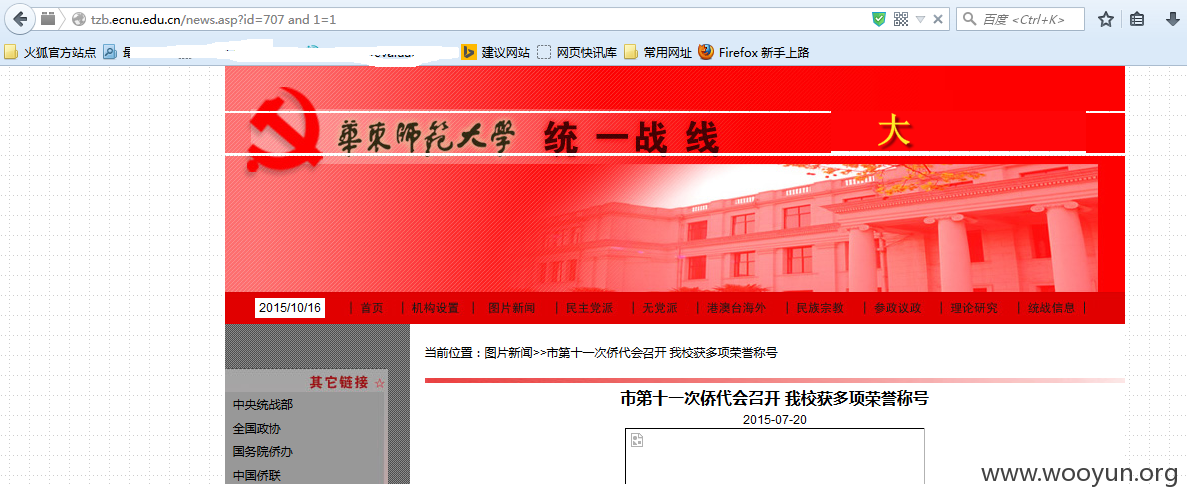 tzb.ecnu.edu.cn/news.asp?id=707 and 1=1
百度 <Ctrl+K>
火狐官方站点
建议网站
网页快讯库
常用网址
Firefox 新手上路
華東師範大學 统一战线
大
2015/10/16 | 首页 | 机构设置 | 图片新闻 | 民主党派 | 无党派 | 港澳台海外 | 民族宗教 | 参政议政 | 理论研究 | 统战信息 |
当前位置：图片新闻>>市第十一次侨代会召开 我校获多项荣誉称号
其它链接 ☆
中央统战部
全国政协
国务院侨办
中国侨联
市第十一次侨代会召开 我校获多项荣誉称号
2015-07-20
www.wooyun.org